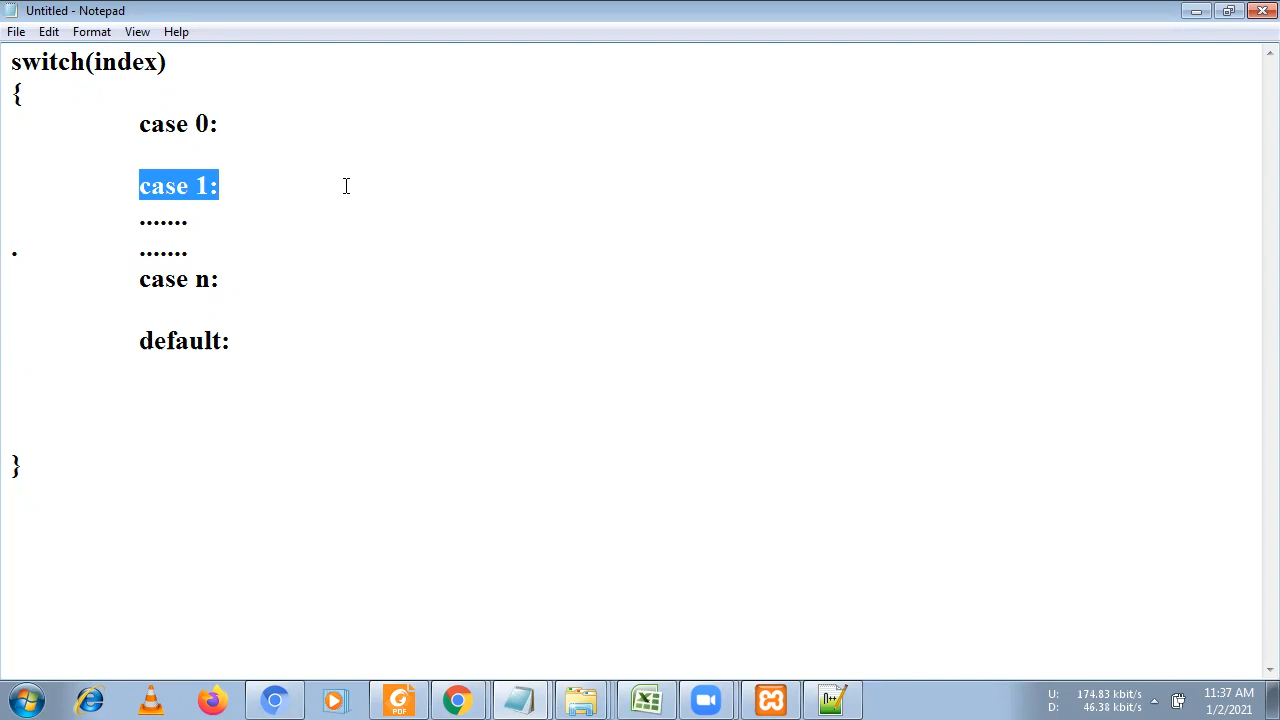 Untitled - Notepad
File Edit Format View Help
switch(index)
{
case 0:
case 1:
.......
. .......
case n:
default:
}
PDF
U: 174.83 kbit/s
D: 46.38 kbit/s
11:37 AM
1/2/2021